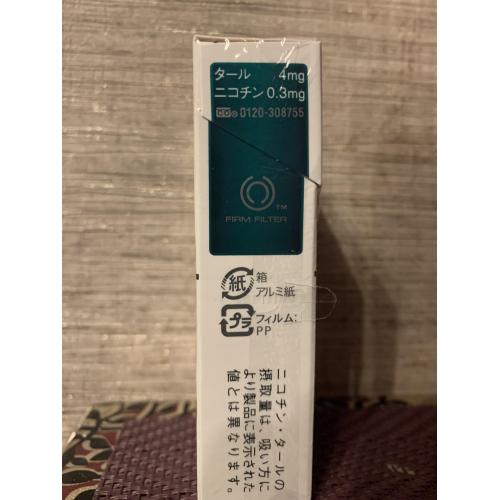 タール 4mg
ニコチン 0.3mg
0120-308755
TM
FIRM FILTER
紙
箱
アルミ紙
プラ
フィルム:
PP
ニコチン・タールの
摂取量は、吸い方に
より製品に表示された
値とは異なります。